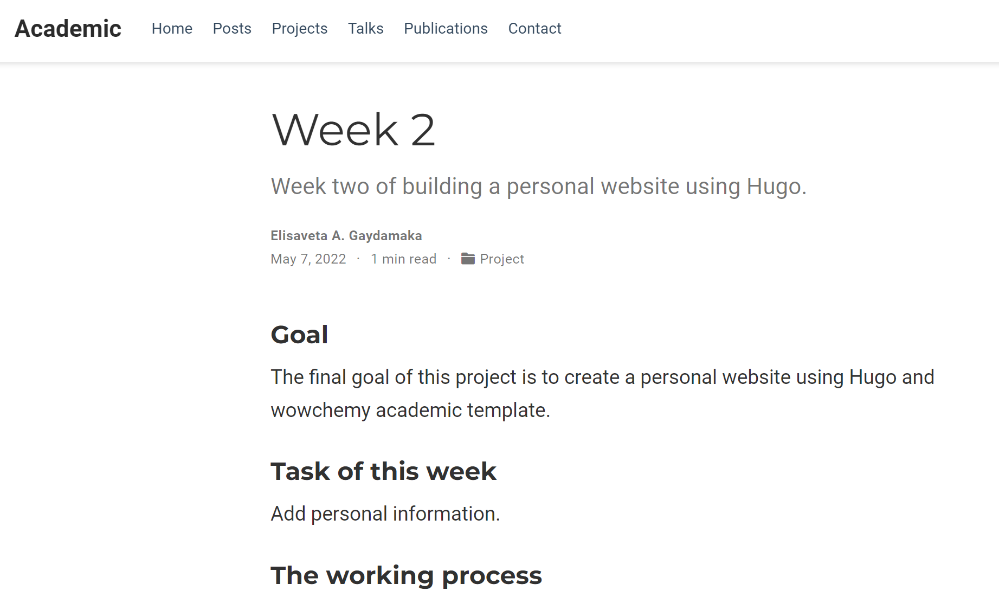 Academic Home Posts Projects Talks Publications Contact
Week 2
Week two of building a personal website using Hugo.
Elisaveta A. Gaydamaka
May 7, 2022 · 1 min read · Project
Goal
The final goal of this project is to create a personal website using Hugo and
wowchemy academic template.
Task of this week
Add personal information.
The working process